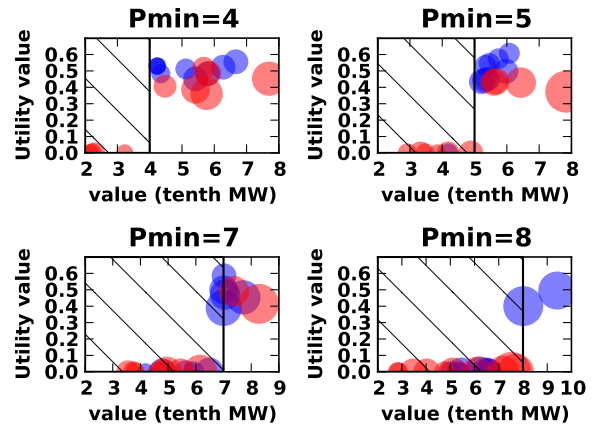 Pmin=4
Pmin=5
Utility value
0.6
0.5
0.4
0.3
0.2
0.1
0.0
2 3 4 5 6 7 8
value (tenth MW)
Utility value
0.6
0.5
0.4
0.3
0.2
0.1
0.0
2 3 4 5 6 7 8
value (tenth MW)
Pmin=7
Pmin=8
Utility value
0.6
0.5
0.4
0.3
0.2
0.1
0.0
2 3 4 5 6 7 8 9
value (tenth MW)
Utility value
0.6
0.5
0.4
0.3
0.2
0.1
0.0
2 3 4 5 6 7 8 9 10
value (tenth MW)